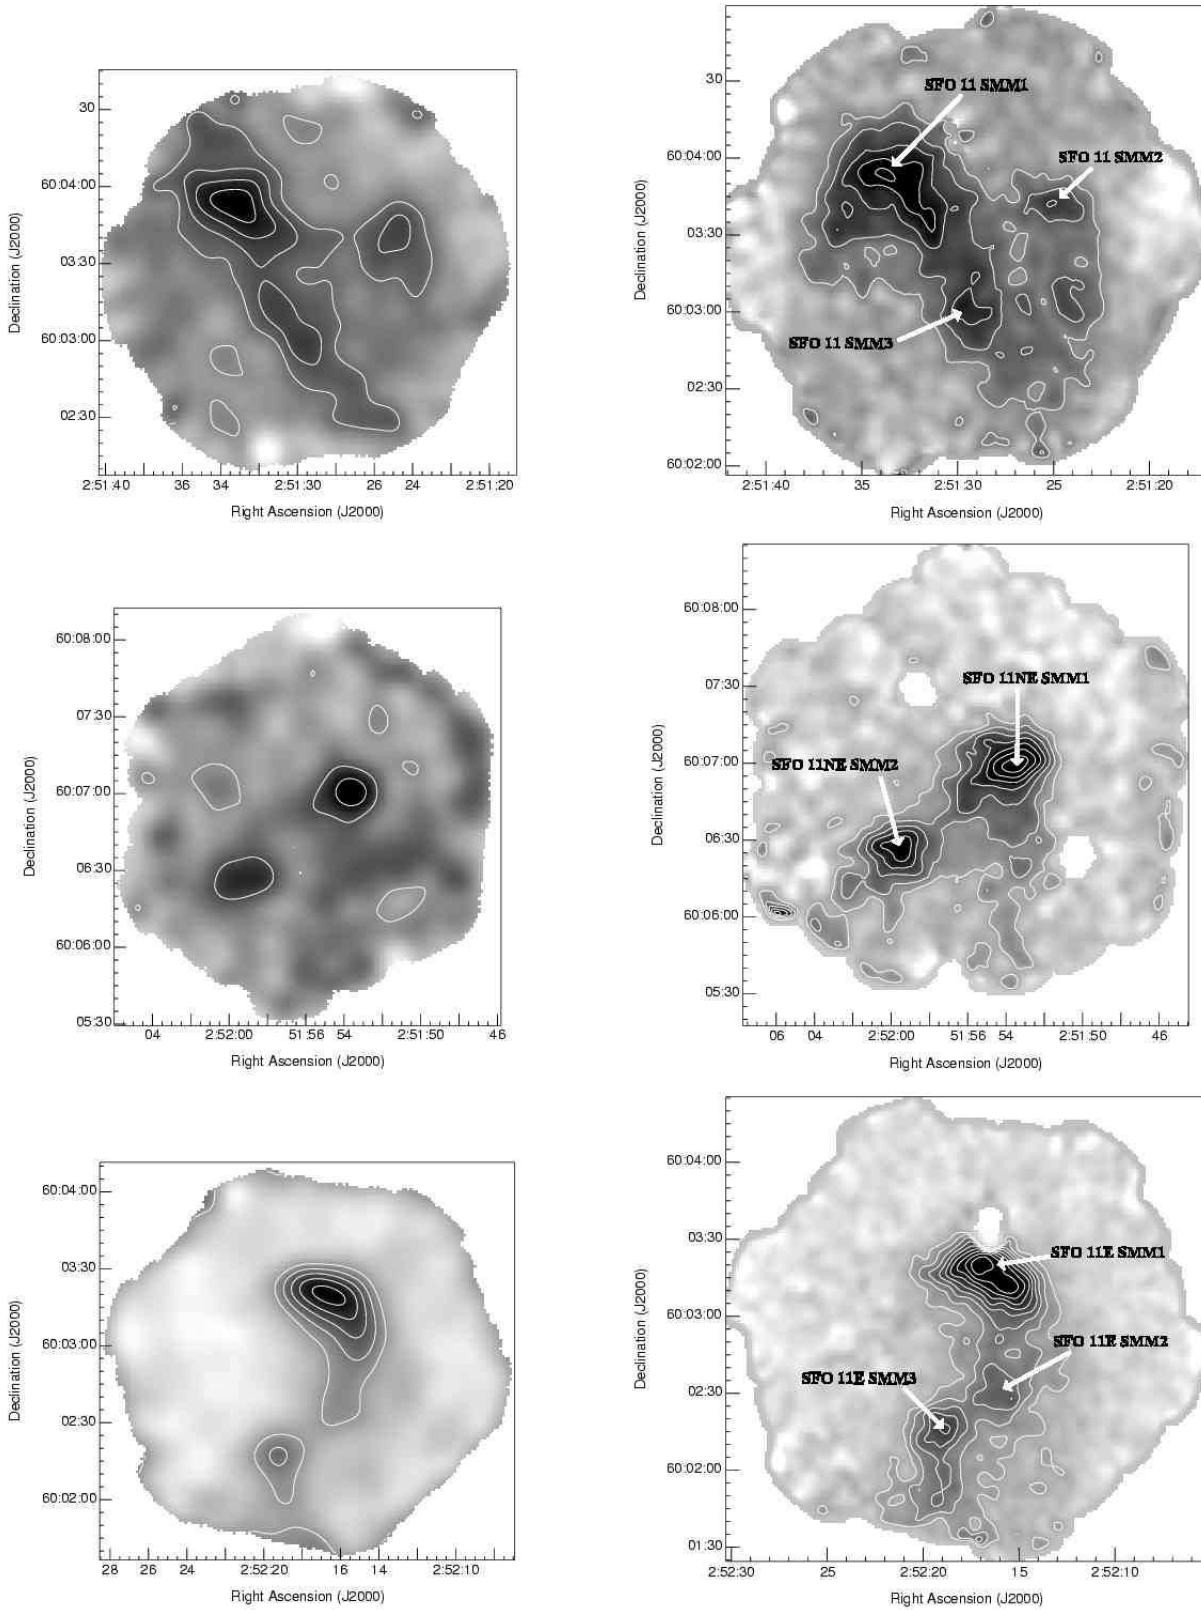 30
60:04:00
03:30
60:03:00
02:30
2:51:40 36 34 2:51:30 26 24 2:51:20
Right Ascension (J2000)
Declination (J2000)
SFO 11 SMM1
SFO 11 SMM2
SFO 11 SMM3
30
60:04:00
03:30
60:03:00
02:30
60:02:00
2:51:40 35 2:51:30 25 2:51:20
Right Ascension (J2000)
Declination (J2000)
60:08:00
07:30
60:07:00
06:30
60:06:00
05:30
04 2:52:00 51:56 54 2:51:50 46
Right Ascension (J2000)
Declination (J2000)
SFO 11NE SMM1
SFO 11NE SMM2
60:08:00
07:30
60:07:00
06:30
60:06:00
05:30
06 04 2:52:00 51:56 54 2:51:50 46
Right Ascension (J2000)
Declination (J2000)
60:04:00
03:30
60:03:00
02:30
60:02:00
28 26 24 2:52:20 16 14 2:52:10
Right Ascension (J2000)
Declination (J2000)
SFO 11E SMM1
SFO 11E SMM2
SFO 11E SMM3
60:04:00
03:30
60:03:00
02:30
60:02:00
01:30
2:52:30 25 2:52:20 15 2:52:10
Right Ascension (J2000)
Declination (J2000)